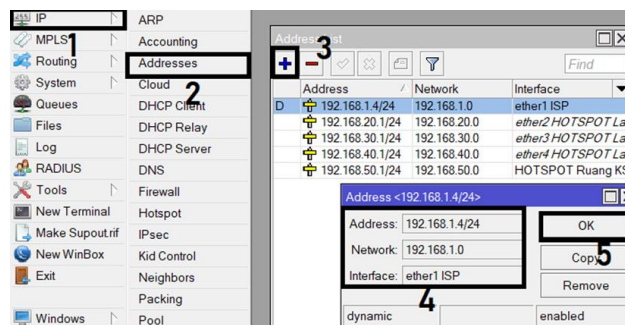 IP
MPLS
Routing
System
Queues
Files
Log
RADIUS
Tools
New Terminal
Make Supout.rif
New WinBox
Exit
Windows
1
ARP
Accounting
Addresses
Cloud
DHCP Client
DHCP Relay
DHCP Server
DNS
Firewall
Hotspot
IPsec
Kid Control
Neighbors
Packing
Pool
2
Address List
3
Find
Address Network Interface
D 192.168.1.4/24 192.168.1.0 ether1 ISP
192.168.20.1/24 192.168.20.0 ether2 HOTSPOT La
192.168.30.1/24 192.168.30.0 ether3 HOTSPOT La
192.168.40.1/24 192.168.40.0 ether4 HOTSPOT La
192.168.50.1/24 192.168.50.0 HOTSPOT Ruang KS
Address <192.168.1.4/24>
Address: 192.168.1.4/24
Network: 192.168.1.0
Interface: ether1 ISP
4
OK
5
Copy
Remove
dynamic
enabled